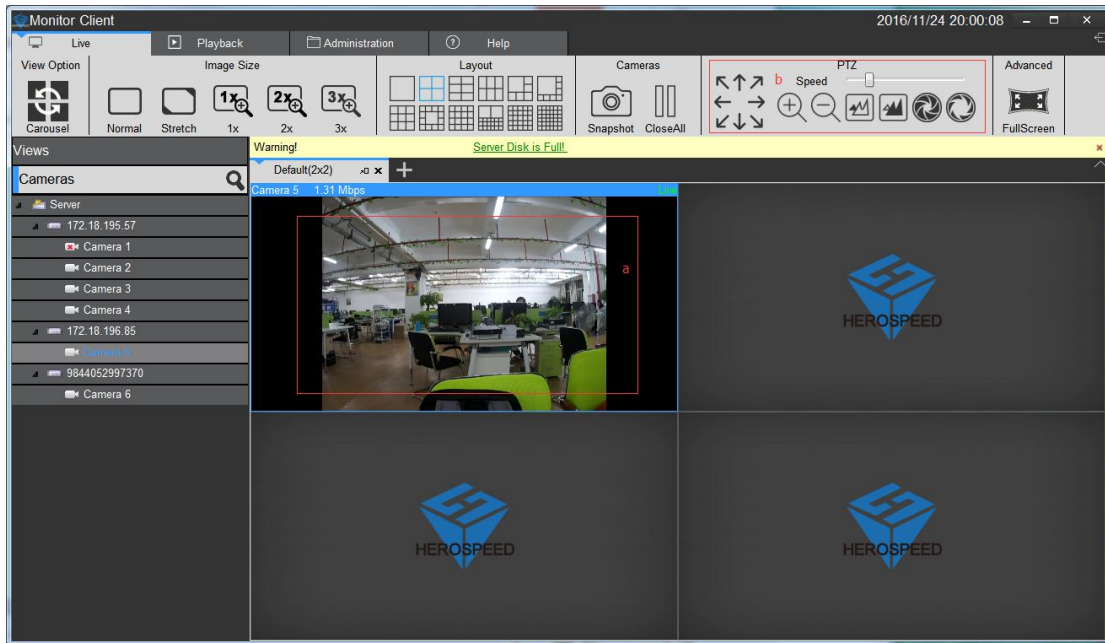 Monitor Client
2016/11/24 20:00:08
Live
Playback
Administration
Help
View Option
Image Size
Layout
Cameras
PTZ
Advanced
b
Speed
1x
2x
3x
Carousel
Normal
Stretch
1x
2x
3x
Snapshot
CloseAll
FullScreen
Views
Warning!
Server Disk is Full!
Default(2x2)
Cameras
Camera 5 1.31 Mbps
Live
Server
172.18.195.57
Camera 1
Camera 2
Camera 3
Camera 4
172.18.196.85
Camera 5
9844052997370
Camera 6
a
HEROSPEED
HEROSPEED
HEROSPEED